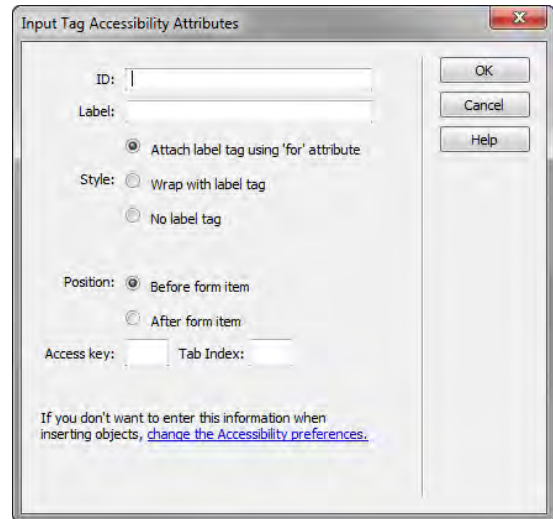 Input Tag Accessibility Attributes
ID:
Label:
Attach label tag using 'for' attribute
Style:
Wrap with label tag
No label tag
Position:
Before form item
After form item
Access key:
Tab Index:
If you don't want to enter this information when
inserting objects, change the Accessibility preferences.
OK
Cancel
Help